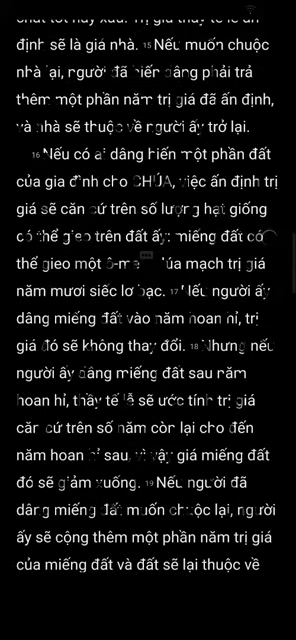 định sẽ là giá nhà. 15 Nếu muốn chuộc
nhà lại, người đã hiến dâng phải trả
thêm một phần năm trị giá đã ấn định,
và nhà sẽ thuộc về người ấy trở lại.
16 Nếu có ai dâng hiến một phần đất
của gia đình cho CHÚA, việc ấn định trị
giá sẽ căn cứ trên số lượng hạt giống
có thể gieo trên đất ấy: miếng đất có
thể gieo một ô-me lúa mạch trị giá
năm mươi siếc lơ bạc. 17 Nếu người ấy
dâng miếng đất vào năm hoan hỉ, trị
giá đó sẽ không thay đổi. 18 Nhưng nếu
người ấy dâng miếng đất sau năm
hoan hỉ, thầy tế lễ sẽ ước tính trị giá
căn cứ trên số năm còn lại cho đến
năm hoan hỉ sau, vì vậy giá miếng đất
đó sẽ giảm xuống. 19 Nếu người đã
dâng miếng đất muốn chuộc lại, người
ấy sẽ cộng thêm một phần năm trị giá
của miếng đất và đất sẽ lại thuộc về